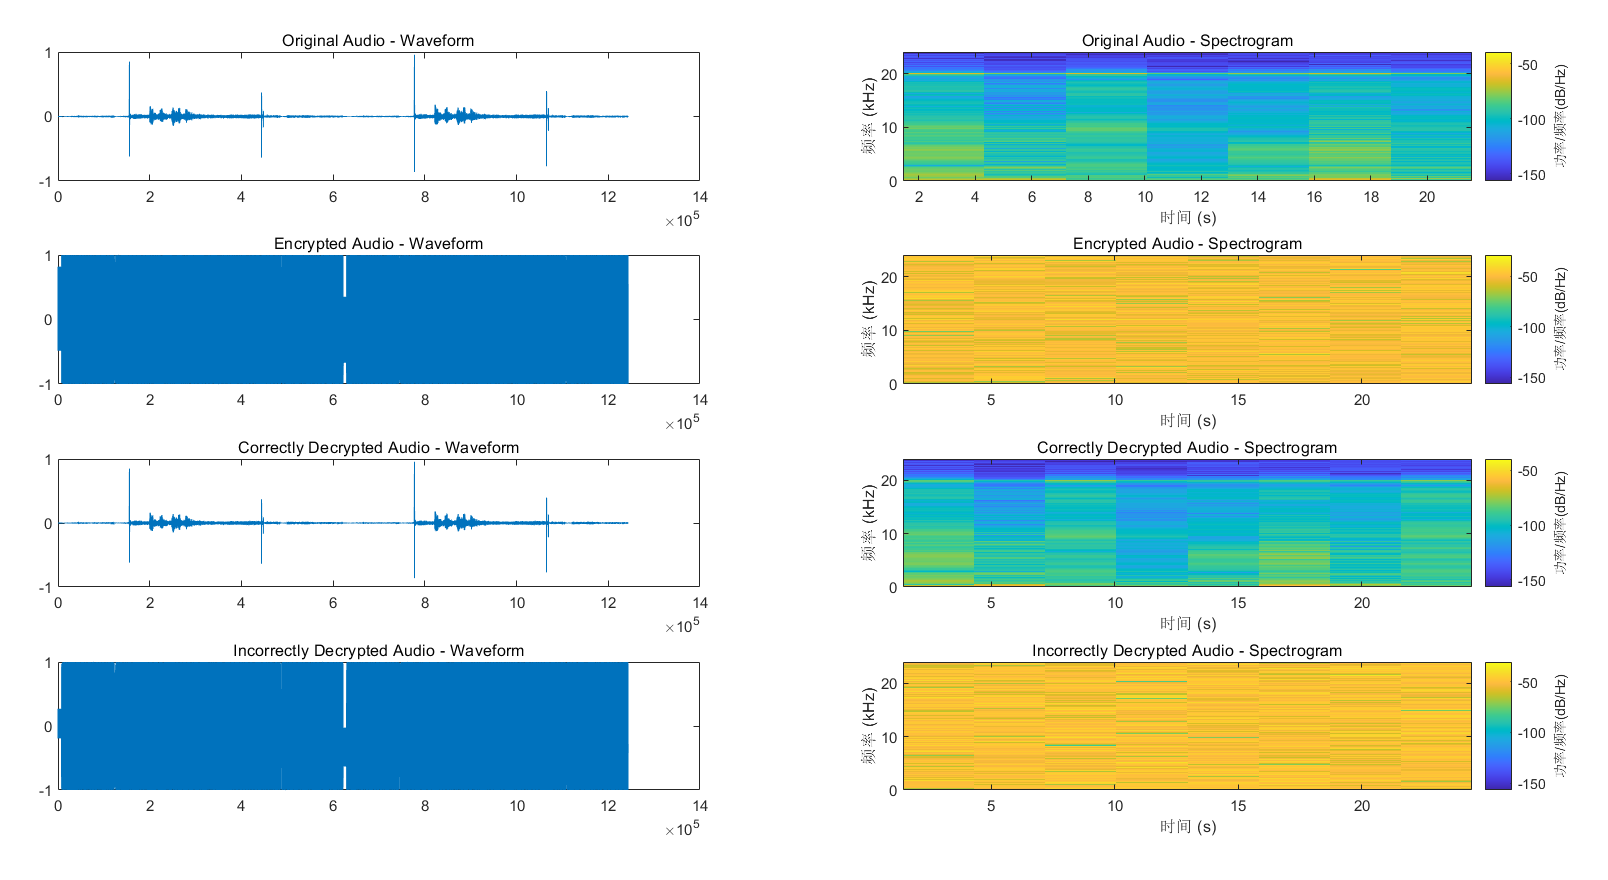 Original Audio - Waveform
1
0
-1
0 2 4 6 8 10 12 14
×10⁵
Original Audio - Spectrogram
频率 (kHz)
20
10
0
2 4 6 8 10 12 14 16 18 20
时间 (s)
-50
-100
-150
功率/频率(dB/Hz)
Encrypted Audio - Waveform
1
0
-1
0 2 4 6 8 10 12 14
×10⁵
Encrypted Audio - Spectrogram
频率 (kHz)
20
10
0
5 10 15 20
时间 (s)
-50
-100
-150
功率/频率(dB/Hz)
Correctly Decrypted Audio - Waveform
1
0
-1
0 2 4 6 8 10 12 14
×10⁵
Correctly Decrypted Audio - Spectrogram
频率 (kHz)
20
10
0
5 10 15 20
时间 (s)
-50
-100
-150
功率/频率(dB/Hz)
Incorrectly Decrypted Audio - Waveform
1
0
-1
0 2 4 6 8 10 12 14
×10⁵
Incorrectly Decrypted Audio - Spectrogram
频率 (kHz)
20
10
0
5 10 15 20
时间 (s)
-50
-100
-150
功率/频率(dB/Hz)